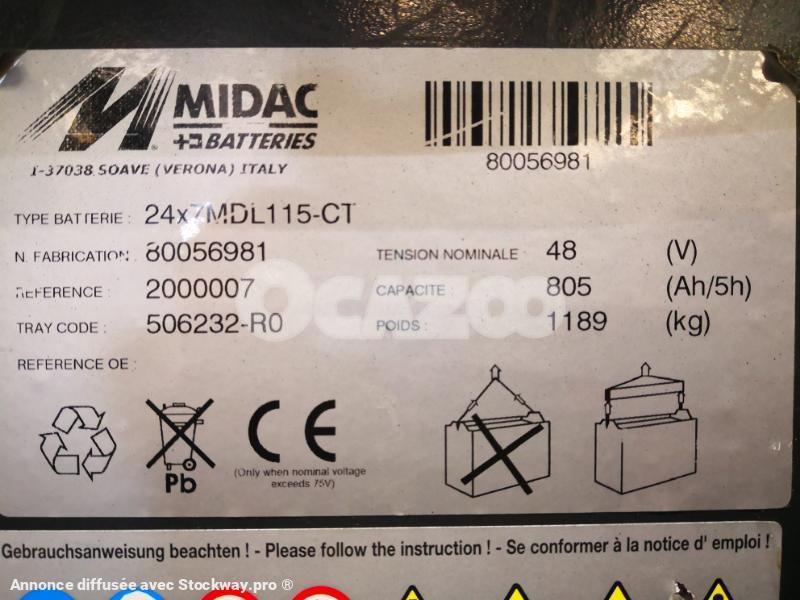 MIDAC
BATTERIES
I-37038 SOAVE (VERONA) ITALY
80056981
TYPE BATTERIE : 24x7MDL115-CT
N. FABRICATION : 80056981 TENSION NOMINALE 48 (V)
REFERENCE : 2000007 CAPACITE : 805 (Ah/5h)
TRAY CODE : 506232-R0 POIDS : 1189 (kg)
REFERENCE OE :
OCAZOO
Pb
CE
(Only when nominal voltage
exceeds 75V)
Gebrauchsanweisung beachten ! - Please follow the instruction ! - Se conformer à la notice d' emploi !
Annonce diffusée avec Stockway.pro ®